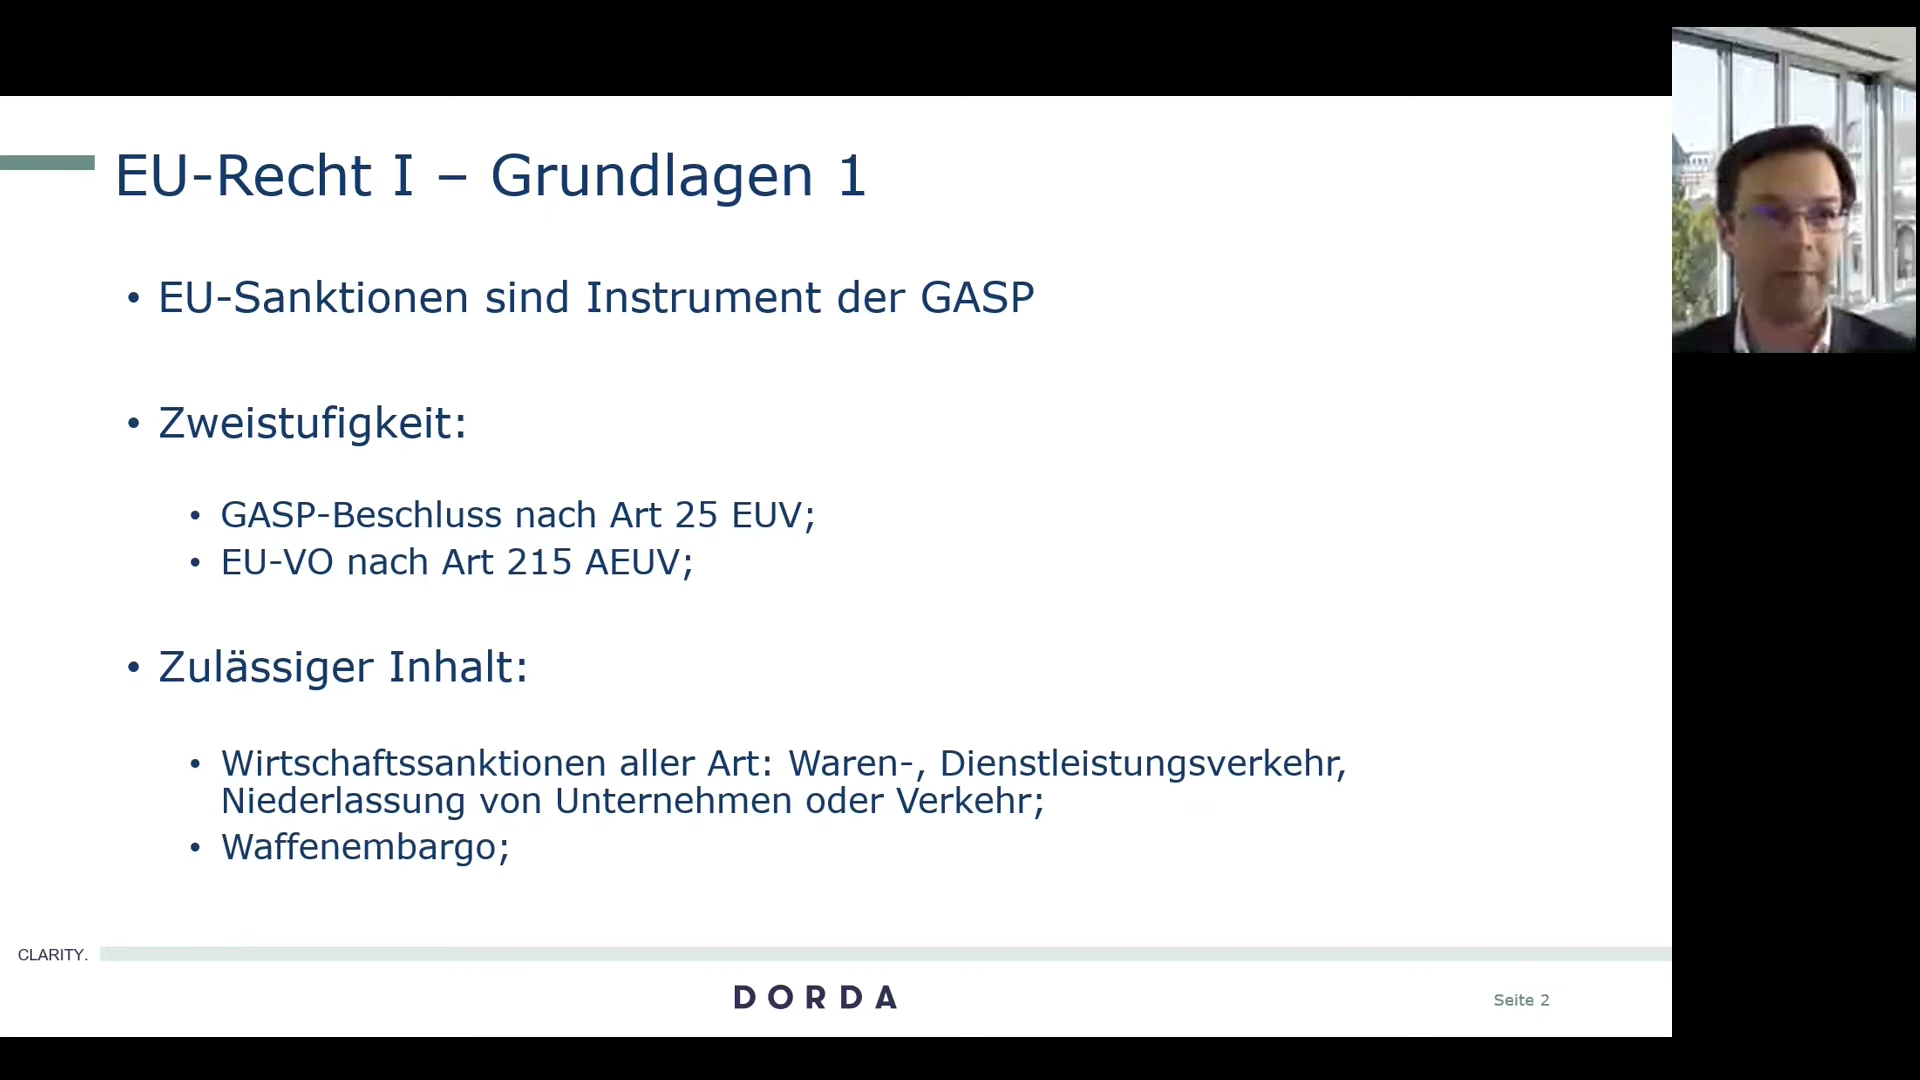 EU-Recht I – Grundlagen 1
• EU-Sanktionen sind Instrument der GASP
• Zweistufigkeit:
• GASP-Beschluss nach Art 25 EUV;
• EU-VO nach Art 215 AEUV;
• Zulässiger Inhalt:
• Wirtschaftssanktionen aller Art: Waren-, Dienstleistungsverkehr,
Niederlassung von Unternehmen oder Verkehr;
• Waffenembargo;
CLARITY.
DORDA
Seite 2